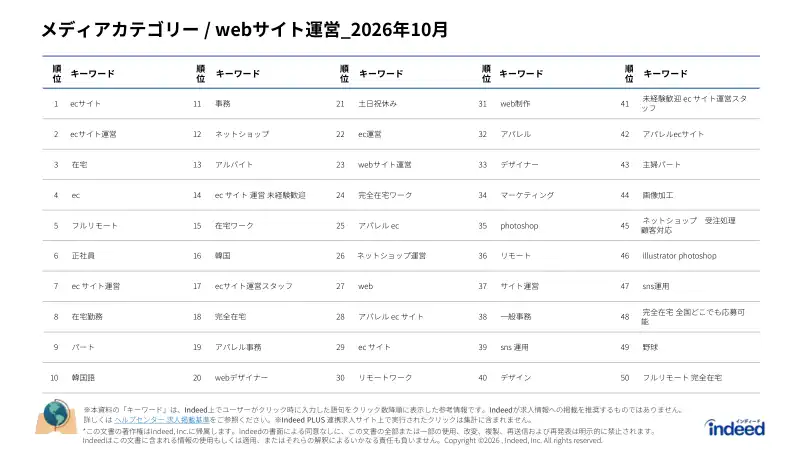 メディアカテゴリー / webサイト運営_2026年10月
順位 キーワード 順位 キーワード 順位 キーワード 順位 キーワード 順位 キーワード
1 ecサイト 11 事務 21 土日祝休み 31 web制作 41 未経験歓迎 ec サイト運営スタッフ
2 ecサイト運営 12 ネットショップ 22 ec運営 32 アパレル 42 アパレルecサイト
3 在宅 13 アルバイト 23 webサイト運営 33 デザイナー 43 主婦パート
4 ec 14 ec サイト 運営 未経験歓迎 24 完全在宅ワーク 34 マーケティング 44 画像加工
5 フルリモート 15 在宅ワーク 25 アパレル ec 35 photoshop 45 ネットショップ 受注処理 顧客対応
6 正社員 16 韓国 26 ネットショップ運営 36 リモート 46 illustrator photoshop
7 ec サイト運営 17 ecサイト運営スタッフ 27 web 37 サイト運営 47 sns運用
8 在宅勤務 18 完全在宅 28 アパレル ec サイト 38 一般事務 48 完全在宅 全国どこでも応募可能
9 パート 19 アパレル事務 29 ec サイト 39 sns 運用 49 野球
10 韓国語 20 webデザイナー 30 リモートワーク 40 デザイン 50 フルリモート 完全在宅
※本資料の「キーワード」は、Indeed上でユーザーがクリック時に入力した語句をクリック数降順に表示した参考情報です。Indeedが求人情報への掲載を推奨するものではありません。
詳しくは ヘルプセンター 求人掲載基準をご参照ください。※Indeed PLUS 連携求人サイト上で実行されたクリックは集計に含まれません。
*この文書の著作権はIndeed, Inc.に帰属します。Indeedの書面による同意なしに、この文書の全部または一部の使用、改変、複製、再送信および再発表は明示的に禁止されます。
Indeedはこの文書に含まれる情報の使用もしくは適用、またはそれらの解釈によるいかなる責任も負いません。Copyright ©2026 , Indeed, Inc. All rights reserved.
インディード
indeed